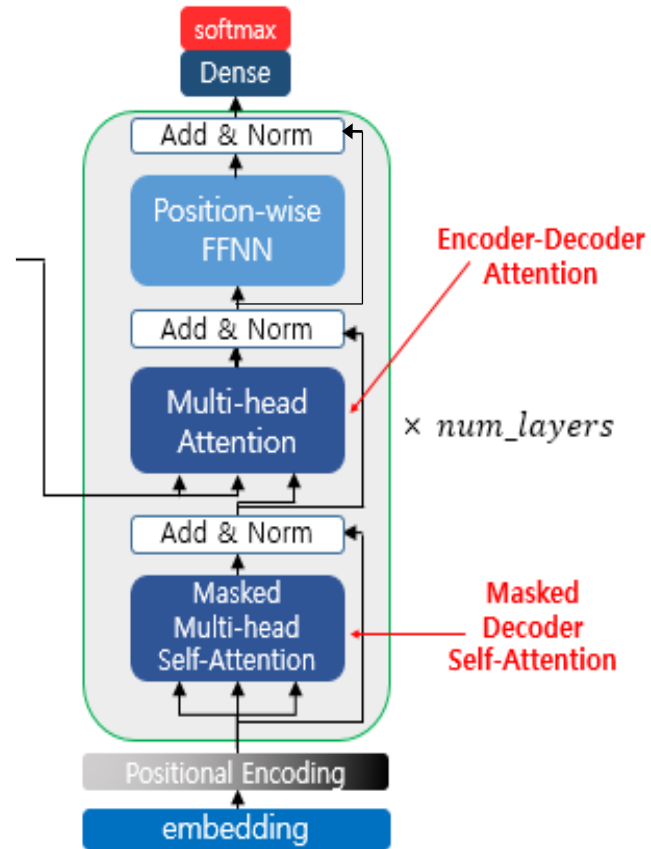 softmax
Dense
Add & Norm
Position-wise
FFNN
Encoder-Decoder
Attention
Add & Norm
Multi-head
Attention
× num_layers
Add & Norm
Masked
Multi-head
Self-Attention
Masked
Decoder
Self-Attention
Positional Encoding
embedding